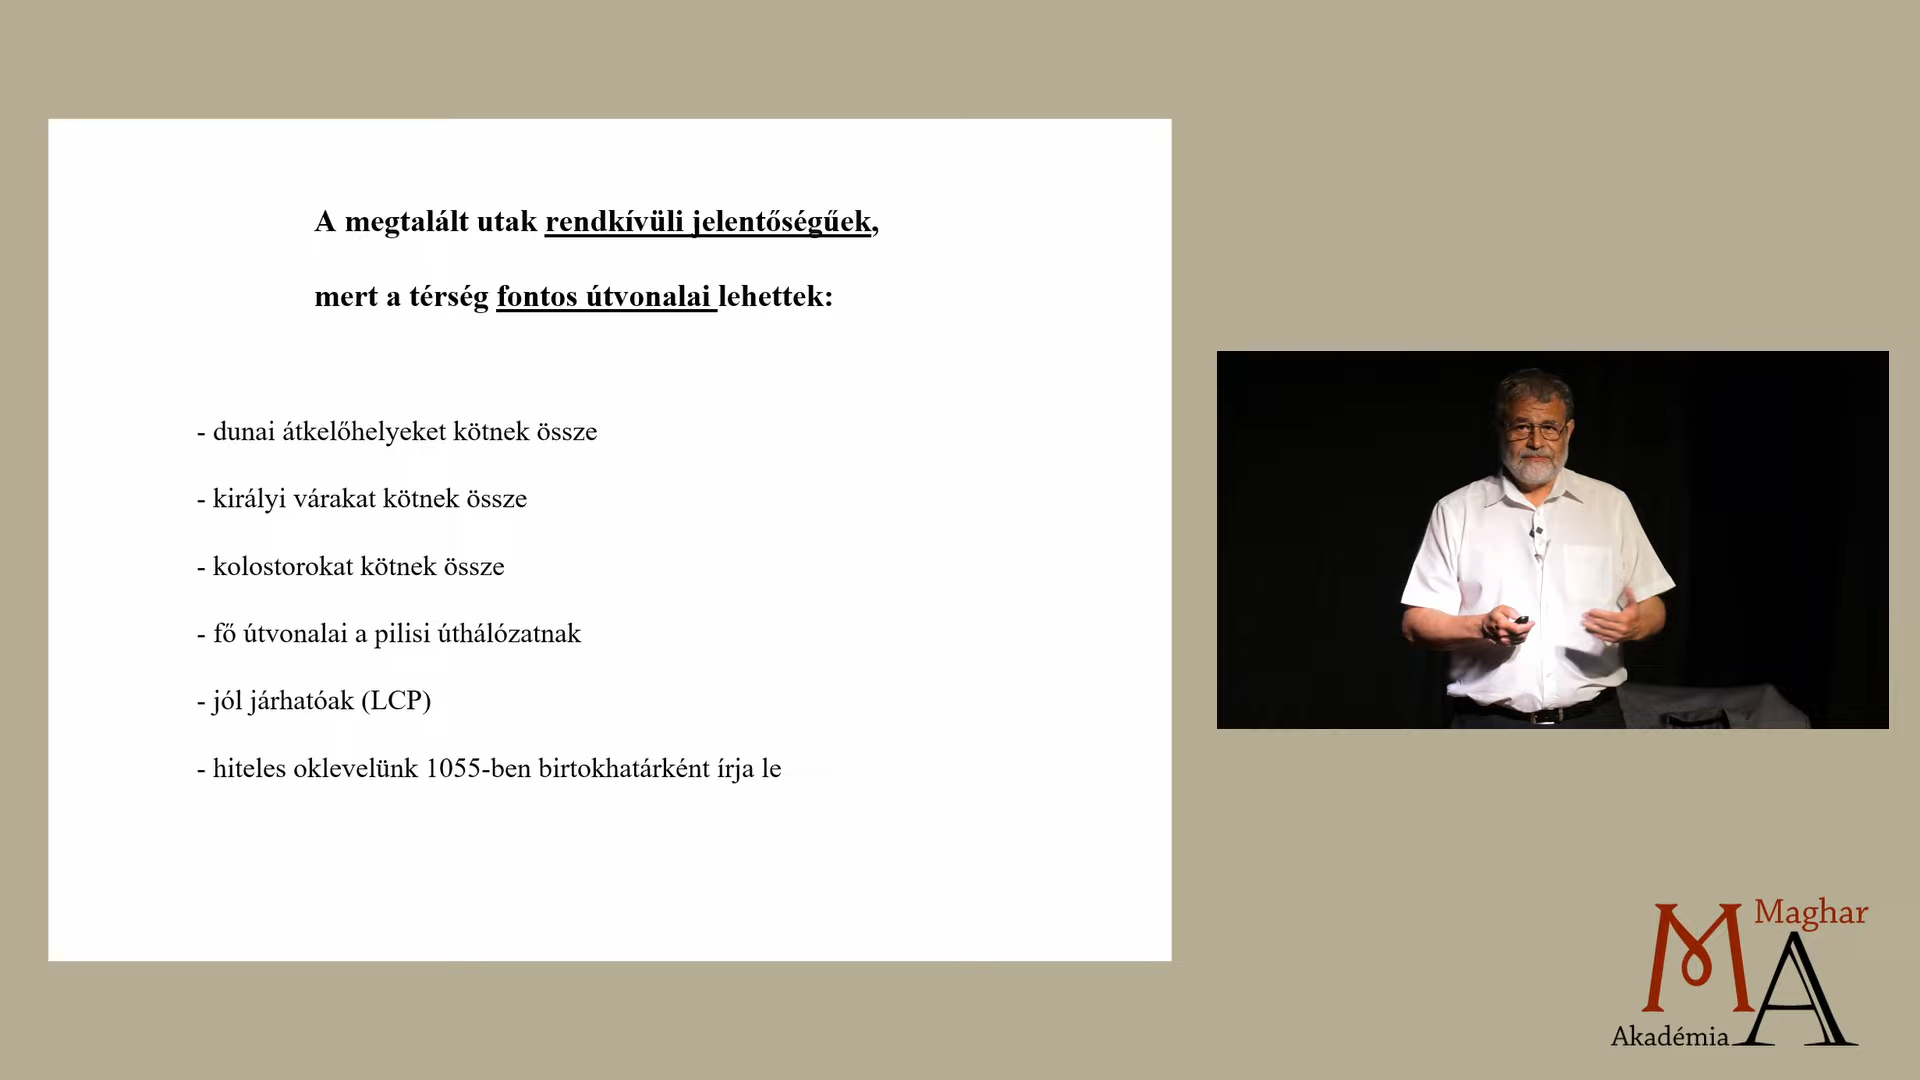 A megtalált utak rendkívüli jelentőségűek,
mert a térség fontos útvonalai lehettek:
- dunai átkelőhelyeket kötnek össze
- királyi várakat kötnek össze
- kolostorokat kötnek össze
- fő útvonalai a pilisi úthálózatnak
- jól járhatóak (LCP)
- hiteles oklevelünk 1055-ben birtokhatárként írja le
Maghar
MA
Akadémia